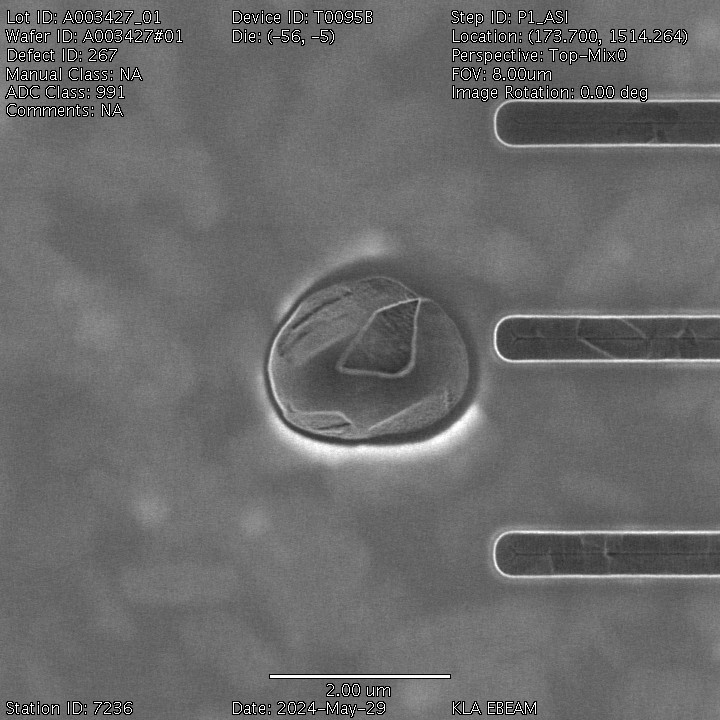 Lot ID: A003427_01 Device ID: T0095B Step ID: P1_ASI
Wafer ID: A003427#01 Die: (-56, -5) Location: (173.700, 1514.264)
Defect ID: 267 Perspective: Top-Mix0
Manual Class: NA FOV: 8.00um
ADC Class: 991 Image Rotation: 0.00 deg
Comments: NA
2.00 um
Station ID: 7236 Date: 2024-May-29 KLA EBEAM